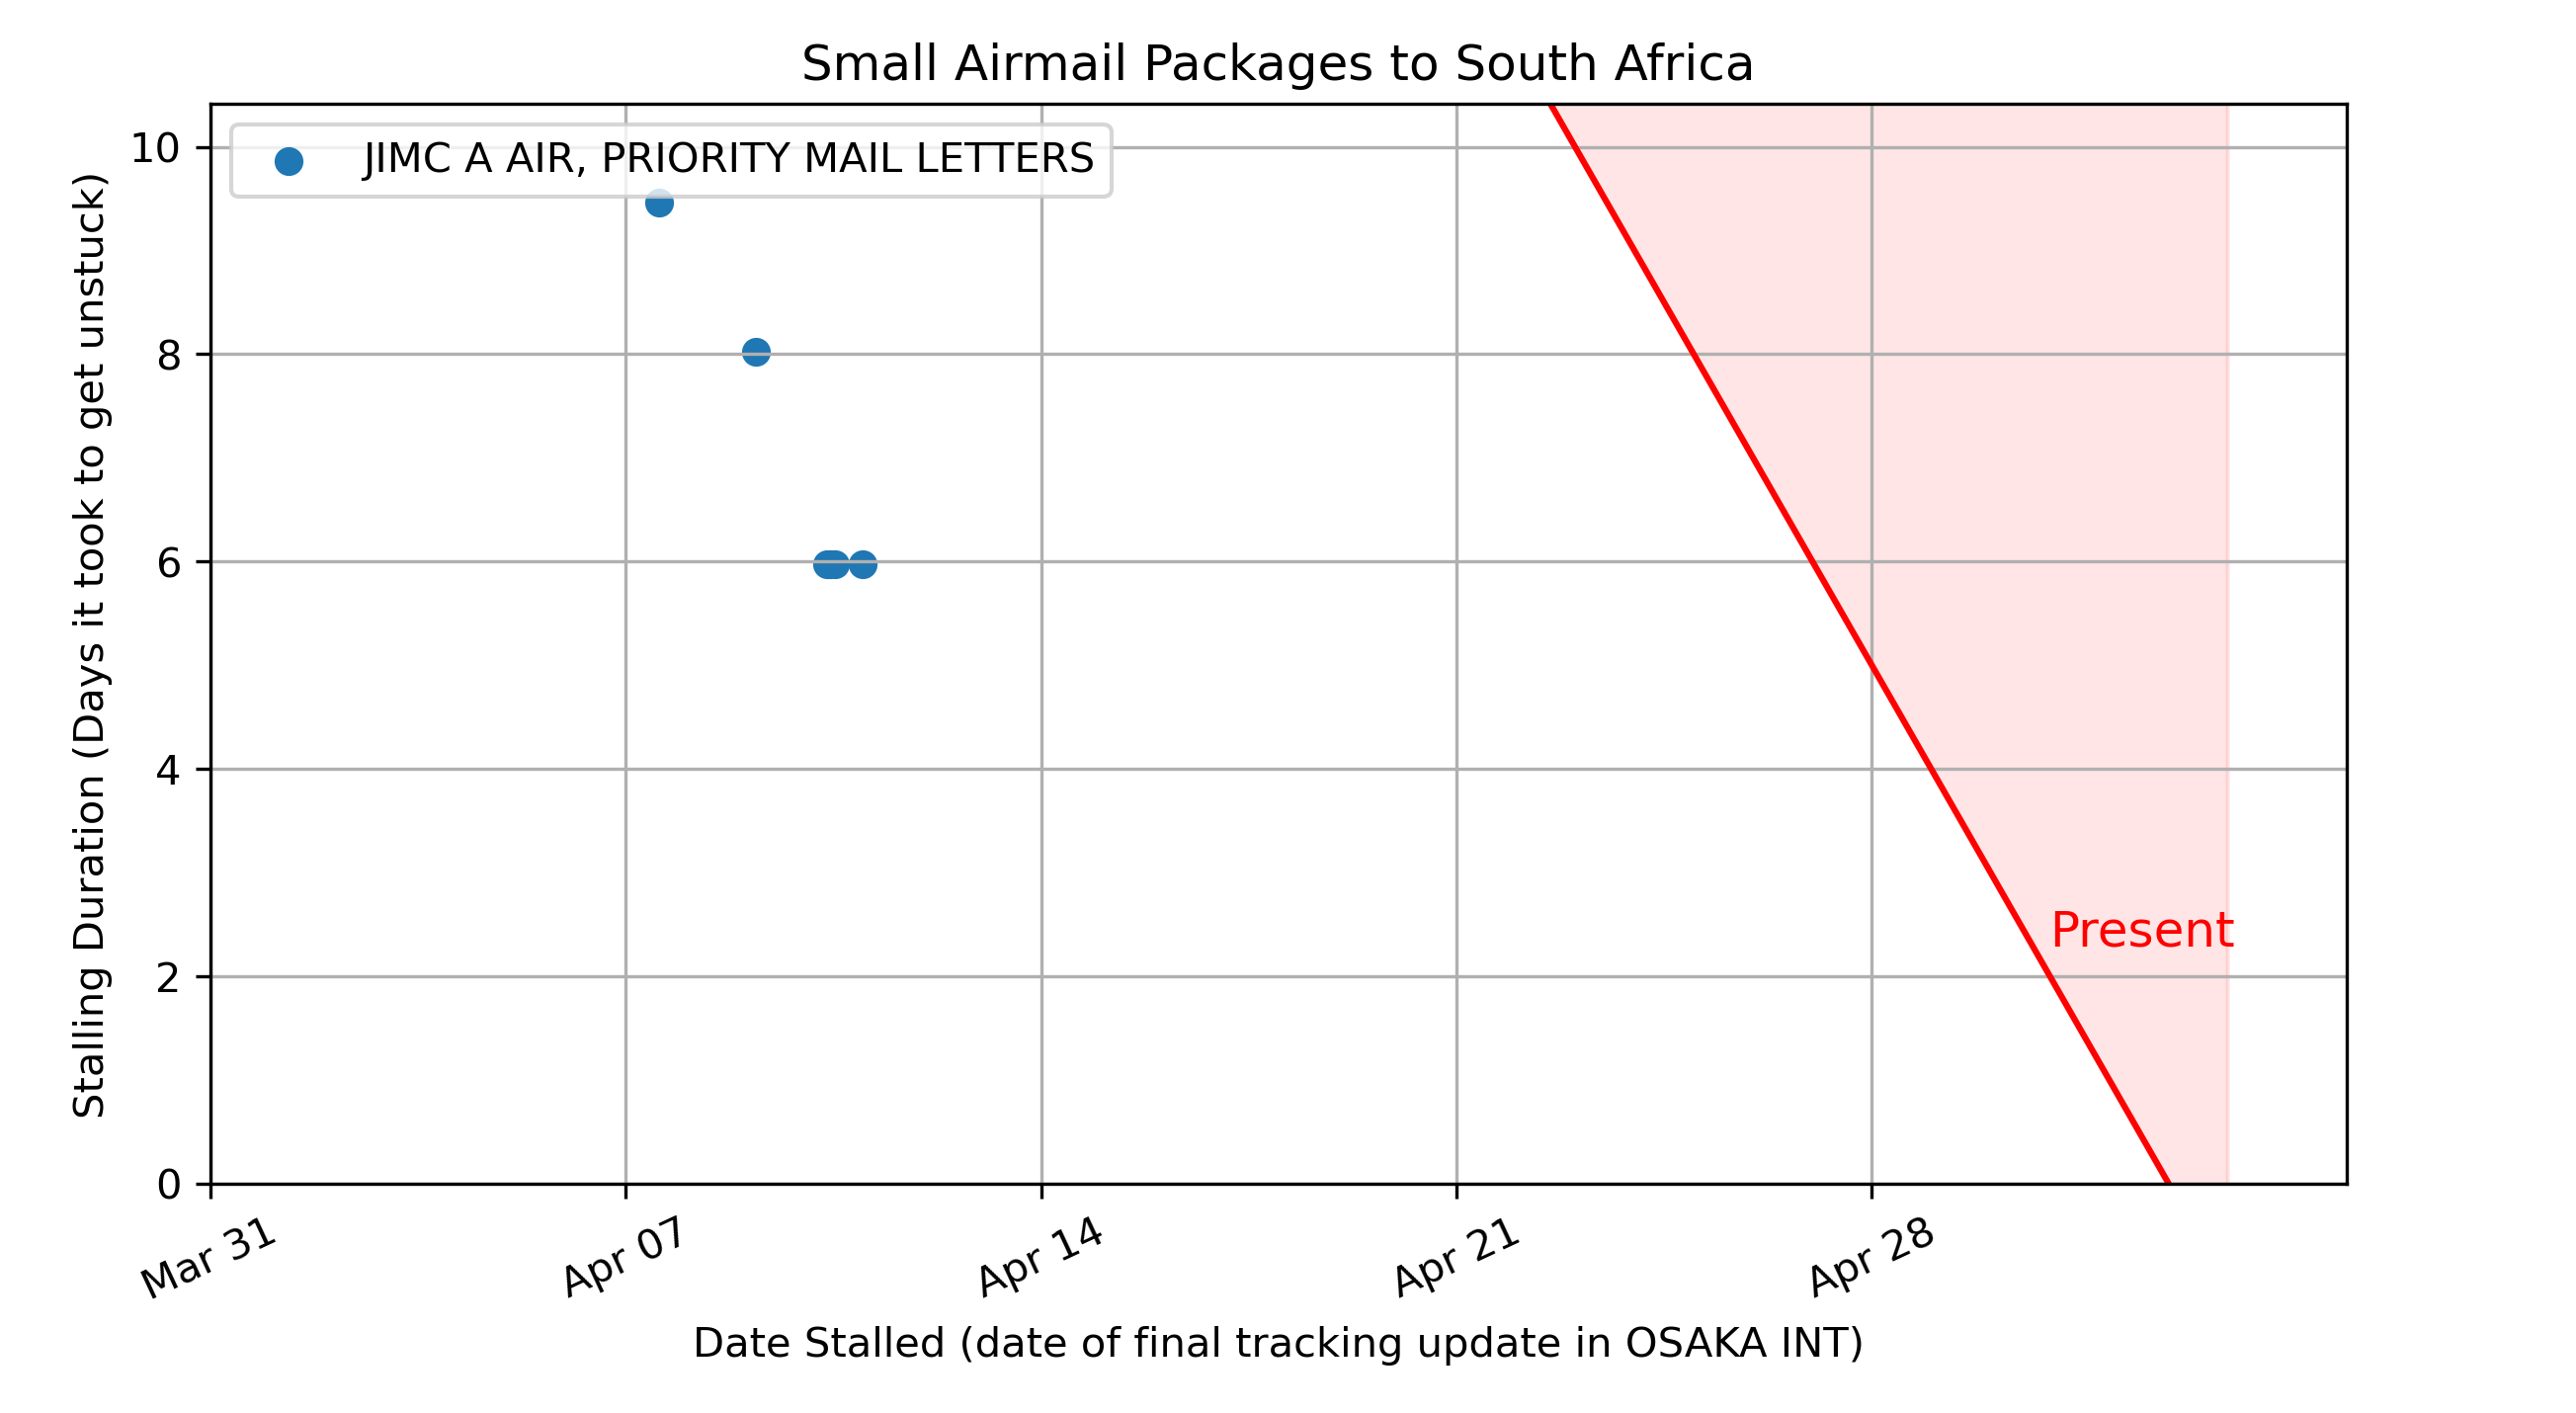 Small Airmail Packages to South Africa
JIMC A AIR, PRIORITY MAIL LETTERS
Stalling Duration (Days it took to get unstuck)
10
8
6
4
2
0
Present
Mar 31
Apr 07
Apr 14
Apr 21
Apr 28
Date Stalled (date of final tracking update in OSAKA INT)